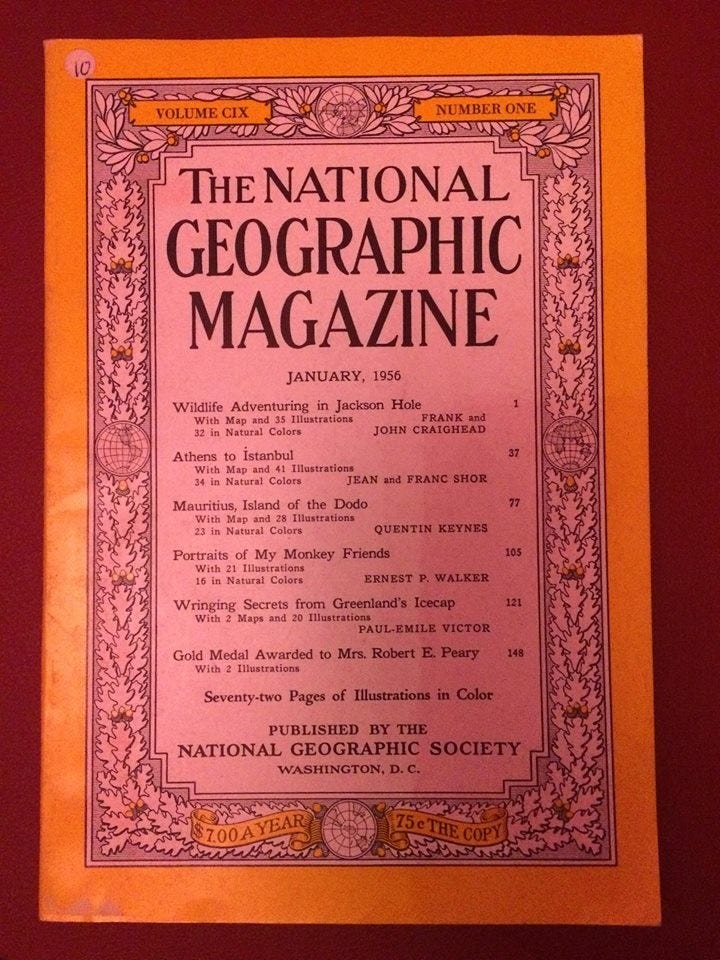 10
VOLUME CIX
NUMBER ONE
THE NATIONAL
GEOGRAPHIC
MAGAZINE
JANUARY, 1956
Wildlife Adventuring in Jackson Hole 1
With Map and 35 Illustrations FRANK and
32 in Natural Colors JOHN CRAIGHEAD
Athens to İstanbul 37
With Map and 41 Illustrations
34 in Natural Colors JEAN and FRANC SHOR
Mauritius, Island of the Dodo 77
With Map and 28 Illustrations
23 in Natural Colors QUENTIN KEYNES
Portraits of My Monkey Friends 105
With 21 Illustrations
16 in Natural Colors ERNEST P. WALKER
Wringing Secrets from Greenland's Icecap 121
With 2 Maps and 20 Illustrations
PAUL-EMILE VICTOR
Gold Medal Awarded to Mrs. Robert E. Peary 148
With 2 Illustrations
Seventy-two Pages of Illustrations in Color
PUBLISHED BY THE
NATIONAL GEOGRAPHIC SOCIETY
WASHINGTON, D. C.
$7.00 A YEAR
75c THE COPY